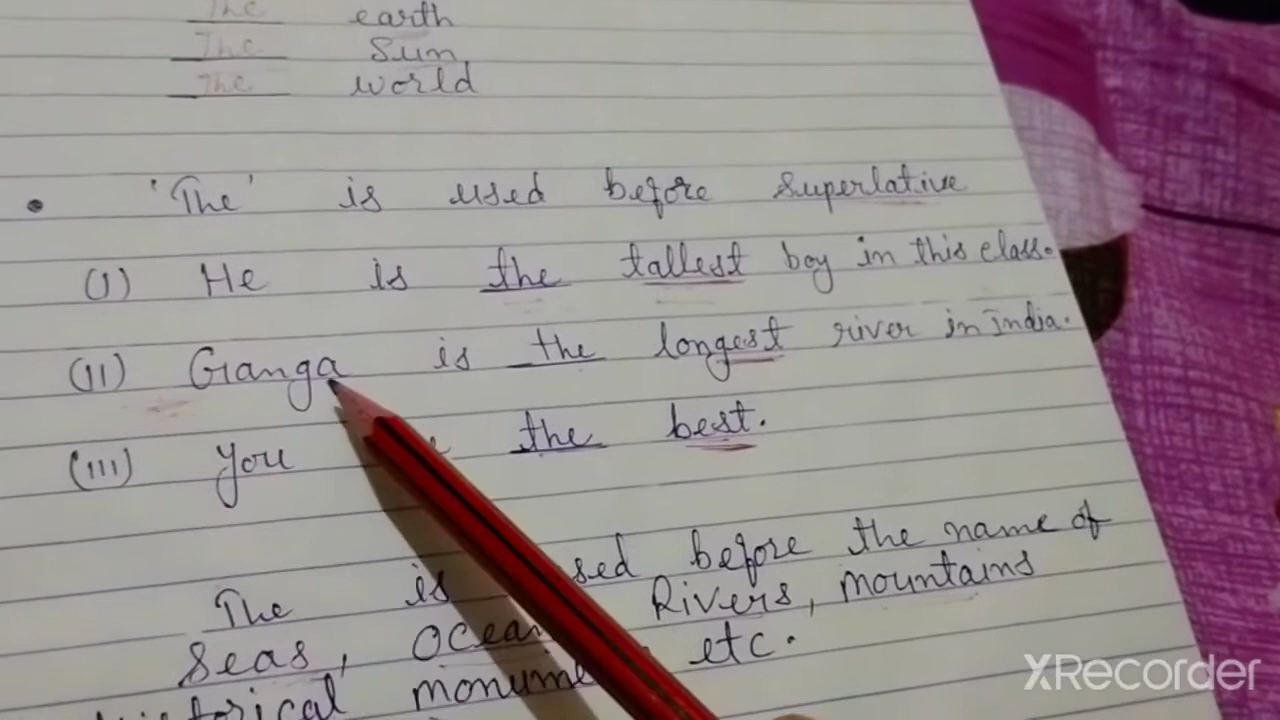 The earth
The Sun
The world
• 'The' is used before superlative
(I) He is the tallest boy in this class.
(II) Ganga is the longest river in india.
(III) You the best.
The is before the name of
Rivers, mountains
Seas, etc.
XRecorder